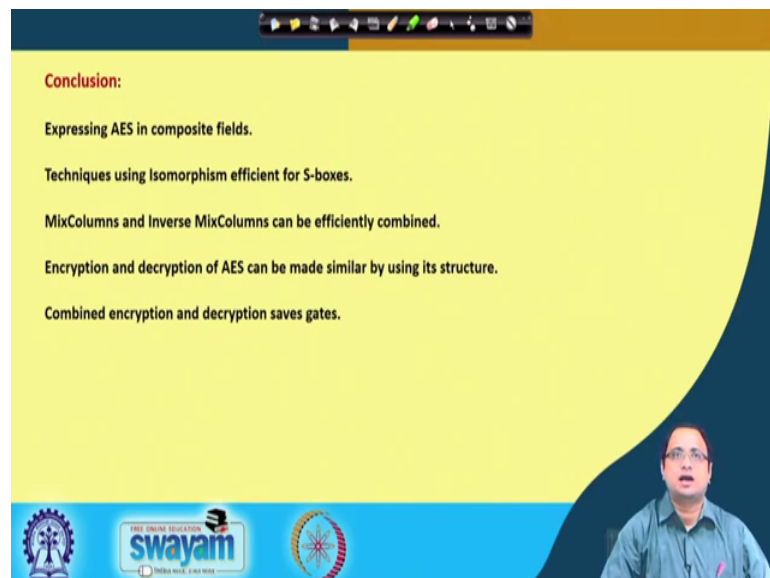 Conclusion:
Expressing AES in composite fields.
Techniques using Isomorphism efficient for S-boxes.
MixColumns and Inverse MixColumns can be efficiently combined.
Encryption and decryption of AES can be made similar by using its structure.
Combined encryption and decryption saves gates.
FREE ONLINE EDUCATION
swayam